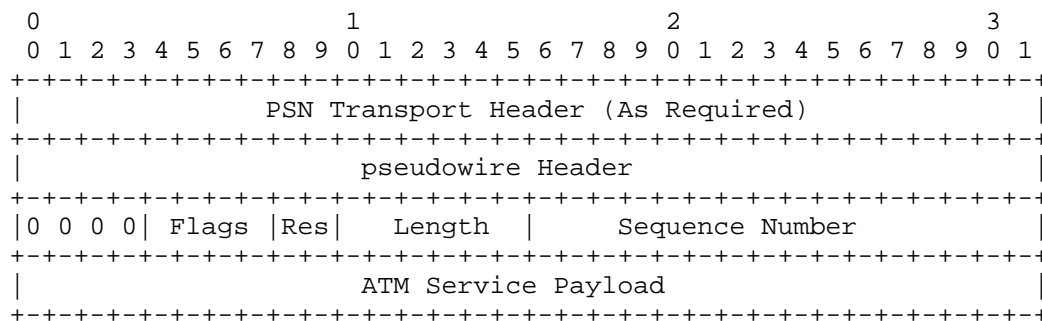 0                   1                   2                   3
 0 1 2 3 4 5 6 7 8 9 0 1 2 3 4 5 6 7 8 9 0 1 2 3 4 5 6 7 8 9 0 1
+-+-+-+-+-+-+-+-+-+-+-+-+-+-+-+-+-+-+-+-+-+-+-+-+-+-+-+-+-+-+-+-+
|               PSN Transport Header (As Required)              |
+-+-+-+-+-+-+-+-+-+-+-+-+-+-+-+-+-+-+-+-+-+-+-+-+-+-+-+-+-+-+-+-+
|                     pseudowire Header                         |
+-+-+-+-+-+-+-+-+-+-+-+-+-+-+-+-+-+-+-+-+-+-+-+-+-+-+-+-+-+-+-+-+
|0 0 0 0| Flags |Res|   Length  |     Sequence Number           |
+-+-+-+-+-+-+-+-+-+-+-+-+-+-+-+-+-+-+-+-+-+-+-+-+-+-+-+-+-+-+-+-+
|                     ATM Service Payload                       |
+-+-+-+-+-+-+-+-+-+-+-+-+-+-+-+-+-+-+-+-+-+-+-+-+-+-+-+-+-+-+-+-+